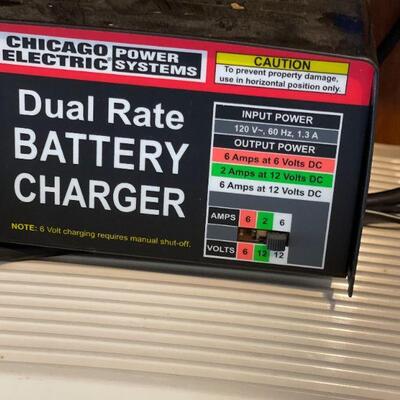 CHICAGO ELECTRIC®
POWER SYSTEMS
CAUTION
To prevent property damage,
use in horizontal position only.
Dual Rate
BATTERY
CHARGER
NOTE: 6 Volt charging requires manual shut-off.
INPUT POWER
120 V~, 60 Hz, 1.3 A
OUTPUT POWER
6 Amps at 6 Volts DC
2 Amps at 12 Volts DC
6 Amps at 12 Volts DC
AMPS 6 2 6
VOLTS 6 12 12